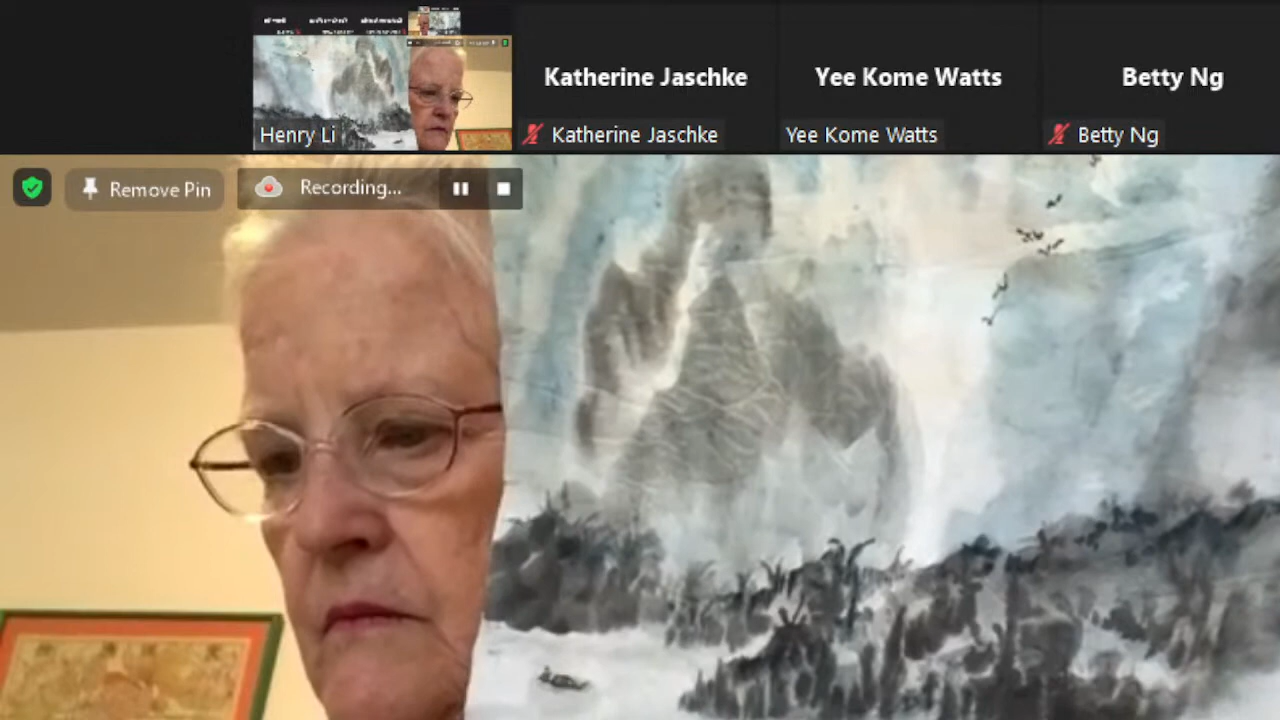 Katherine Jaschke
Yee Kome Watts
Betty Ng
Henry Li
Katherine Jaschke
Yee Kome Watts
Betty Ng
Remove Pin
Recording...